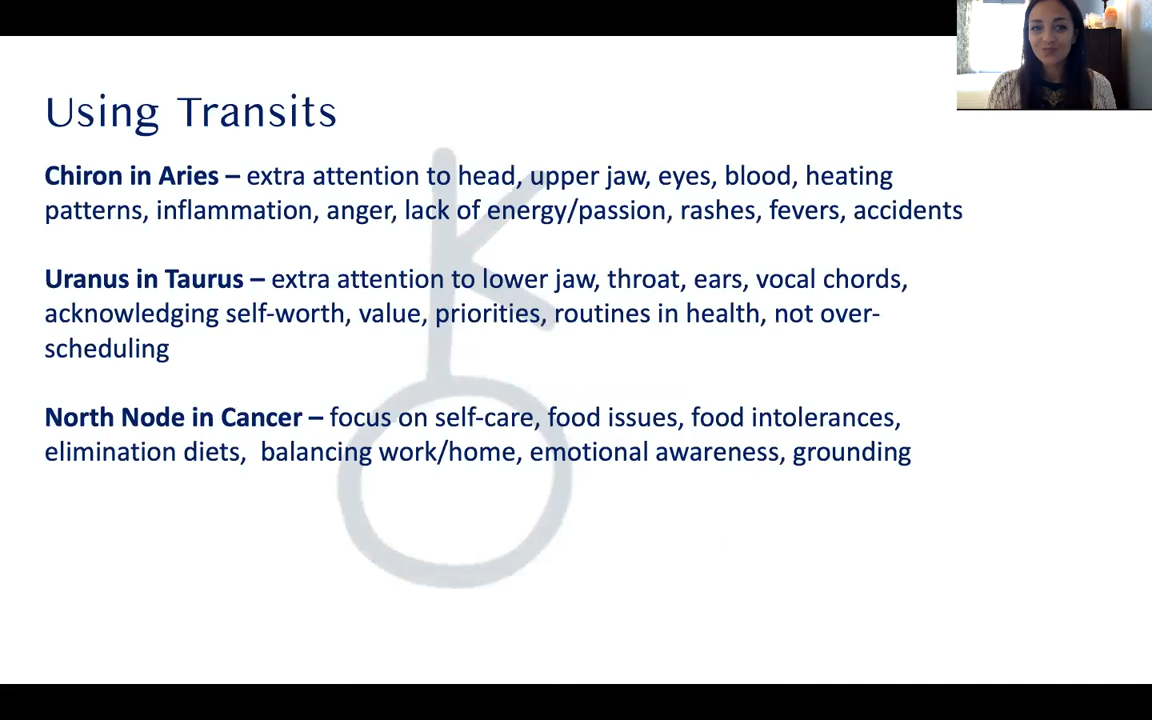 Using Transits
Chiron in Aries – extra attention to head, upper jaw, eyes, blood, heating
patterns, inflammation, anger, lack of energy/passion, rashes, fevers, accidents
Uranus in Taurus – extra attention to lower jaw, throat, ears, vocal chords,
acknowledging self-worth, value, priorities, routines in health, not over-
scheduling
North Node in Cancer – focus on self-care, food issues, food intolerances,
elimination diets,  balancing work/home, emotional awareness, grounding